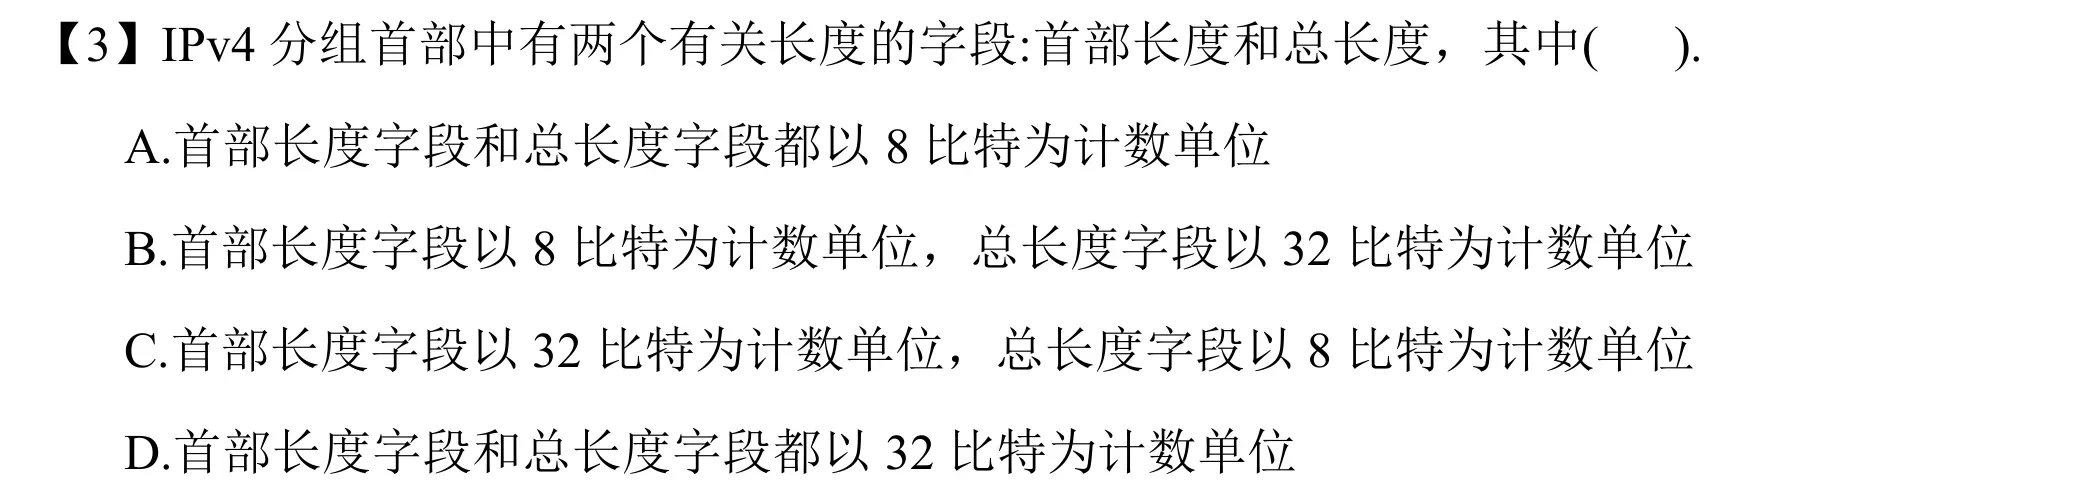 【3】IPv4 分组首部中有两个有关长度的字段:首部长度和总长度，其中(    ).
A.首部长度字段和总长度字段都以 8 比特为计数单位
B.首部长度字段以 8 比特为计数单位，总长度字段以 32 比特为计数单位
C.首部长度字段以 32 比特为计数单位，总长度字段以 8 比特为计数单位
D.首部长度字段和总长度字段都以 32 比特为计数单位